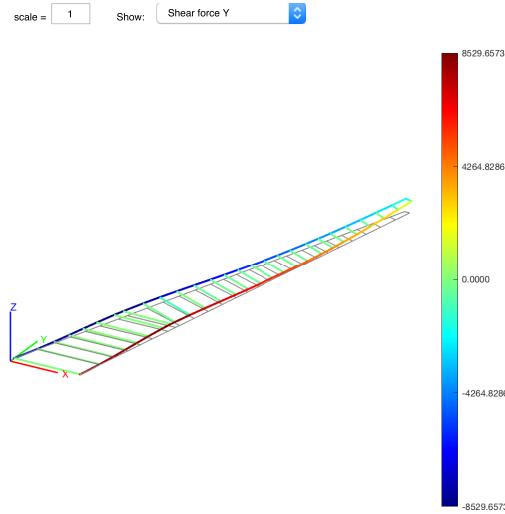 scale = 1 Show: Shear force Y
8529.6573
4264.8286
0.0000
-4264.8286
-8529.6573
Z
Y
X